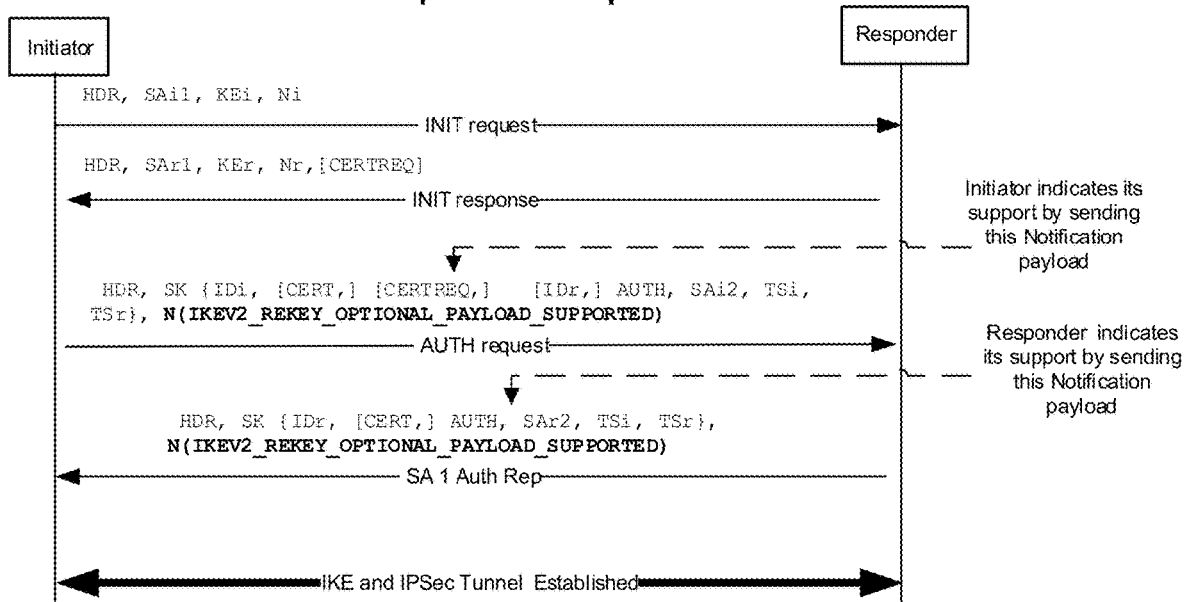 Initiator
Responder
HDR, SAi1, KEi, Ni
INIT request
HDR, SAr1, KEr, Nr,[CERTREQ]
INIT response
Initiator indicates its
support by sending
this Notification
payload
HDR, SK {IDi, [CERT,] [CERTREQ,] [IDr,] AUTH, SAi2, TSi,
TSr}, N(IKEV2_REKEY_OPTIONAL_PAYLOAD_SUPPORTED)
AUTH request
Responder indicates
its support by sending
this Notification
payload
HDR, SK {IDr, [CERT,] AUTH, SAr2, TSi, TSr},
N(IKEV2_REKEY_OPTIONAL_PAYLOAD_SUPPORTED)
SA 1 Auth Rep
IKE and IPSec Tunnel Established